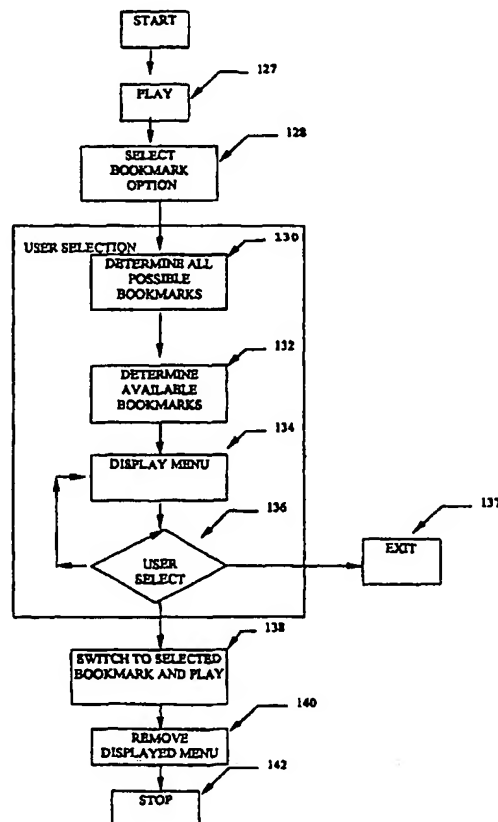 START
127
PLAY
128
SELECT
BOOKMARK
OPTION
USER SELECTION
130
DETERMINE ALL
POSSIBLE
BOOKMARKS
132
DETERMINE
AVAILABLE
BOOKMARKS
134
DISPLAY MENU
136
USER
SELECT
137
EXIT
138
SWITCH TO SELECTED
BOOKMARK AND PLAY
140
REMOVE
DISPLAYED MENU
142
STOP